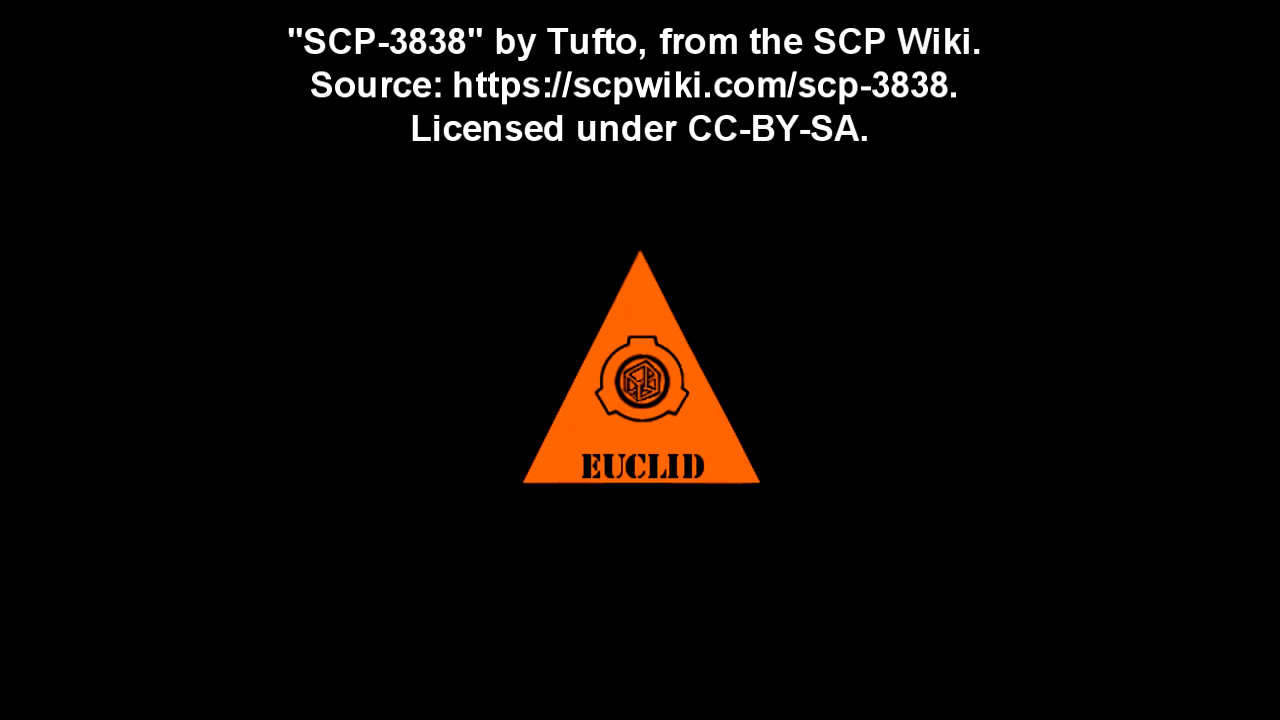 "SCP-3838" by Tufto, from the SCP Wiki.
Source: https://scpwiki.com/scp-3838.
Licensed under CC-BY-SA.
EUCLID